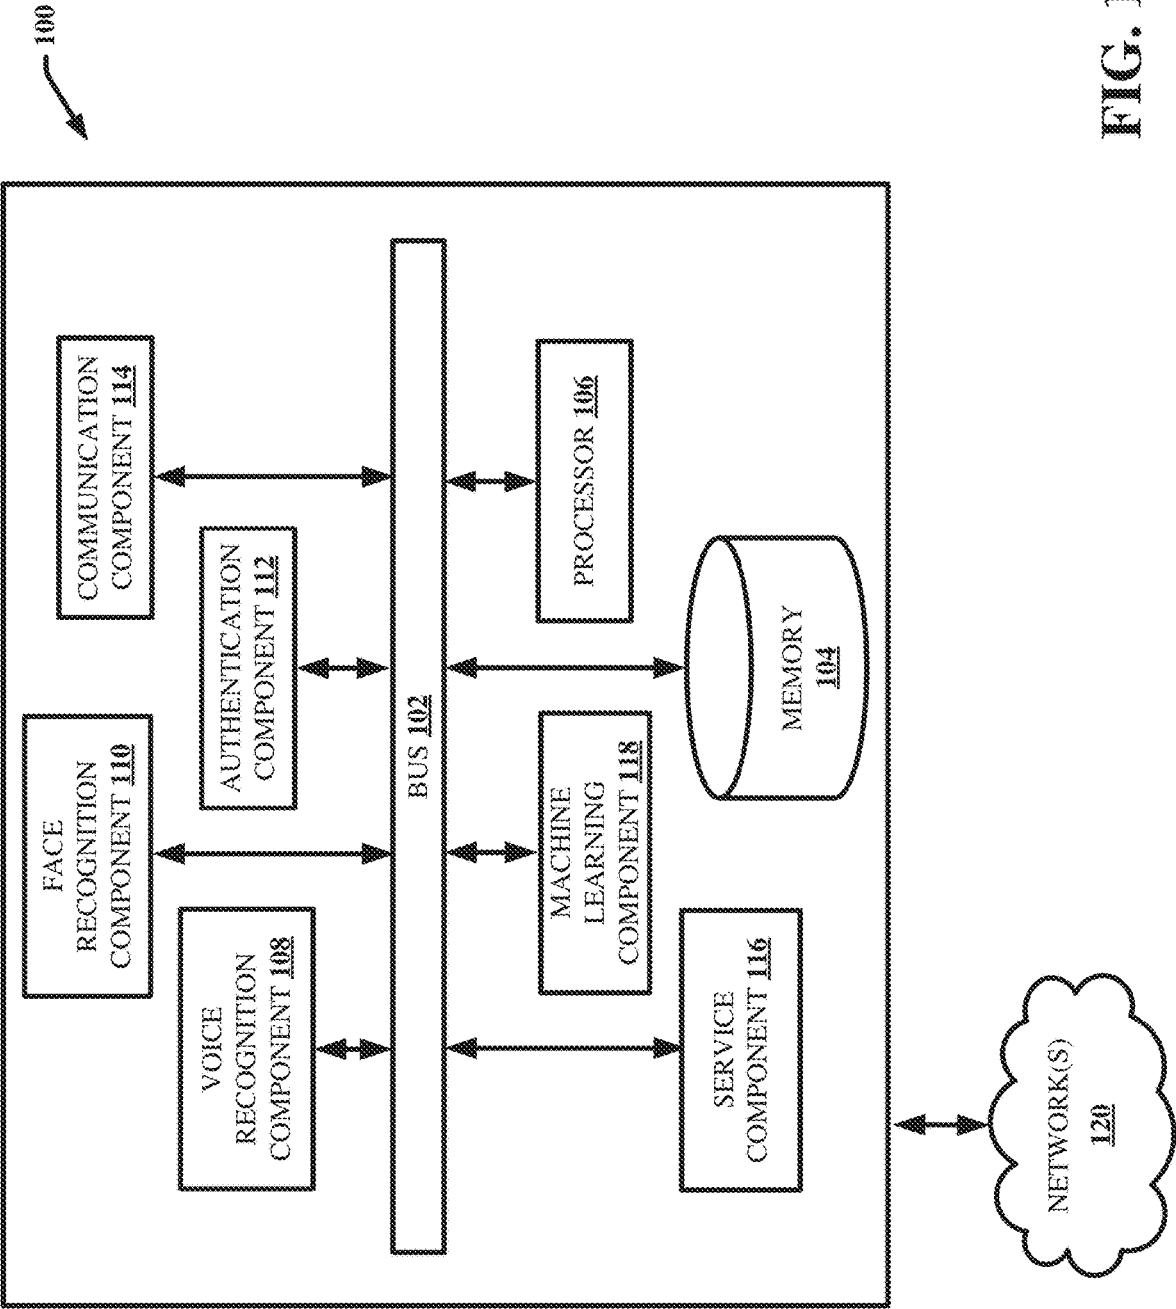 100
VOICE
RECOGNITION
COMPONENT 108
FACE
RECOGNITION
COMPONENT 110
AUTHENTICATION
COMPONENT 112
COMMUNICATION
COMPONENT 114
BUS 102
SERVICE
COMPONENT 116
MACHINE
LEARNING
COMPONENT 118
MEMORY
104
PROCESSOR 106
NETWORK(S)
120
FIG. 1